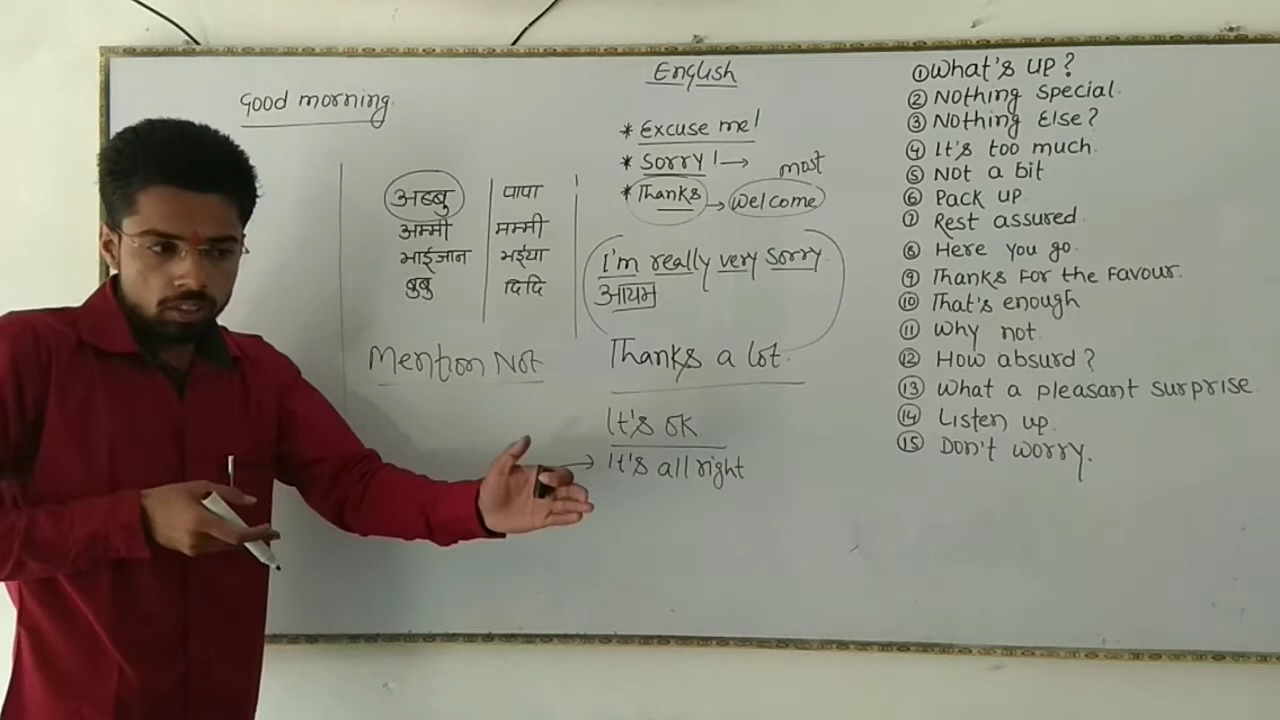 Good morning.
अब्बु पापा
अम्मी मम्मी
भाईजान भईया
बुबु दिदि
Mention Not
English
* Excuse me!
* Sorry! →
most
* Thanks → Welcome
I'm really very sorry
आयम
Thanks a lot.
It's ok
→ It's all right
① What's up?
② Nothing special.
③ Nothing Else?
④ It's too much.
⑤ Not a bit
⑥ Pack up
⑦ Rest assured.
⑧ Here you go.
⑨ Thanks for the favour.
⑩ That's enough
⑪ Why not.
⑫ How absurd?
⑬ What a pleasant surprise
⑭ Listen up.
⑮ Don't worry.